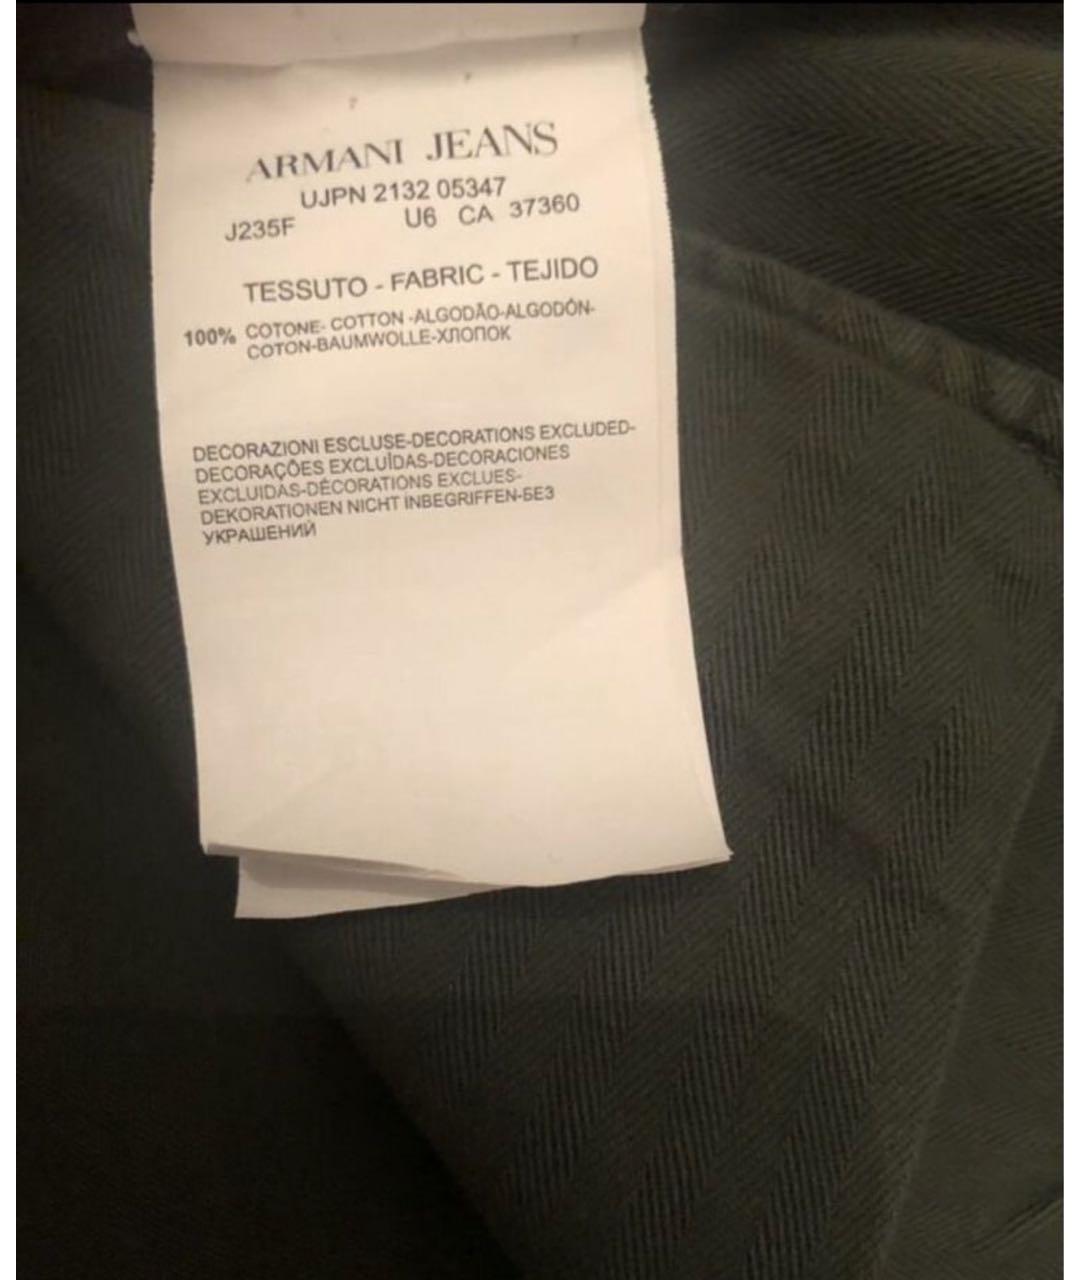 ARMANI JEANS
UJPN 2132 05347
J235F U6 CA 37360
TESSUTO - FABRIC - TEJIDO
100% COTONE- COTTON -ALGODÃO-ALGODÓN-
COTON-BAUMWOLLE-ХЛОПОК
DECORAZIONI ESCLUSE-DECORATIONS EXCLUDED-
DECORAÇÕES EXCLUÍDAS-DECORACIONES
EXCLUIDAS-DÉCORATIONS EXCLUES-
DEKORATIONEN NICHT INBEGRIFFEN-БЕЗ
УКРАШЕНИЙ